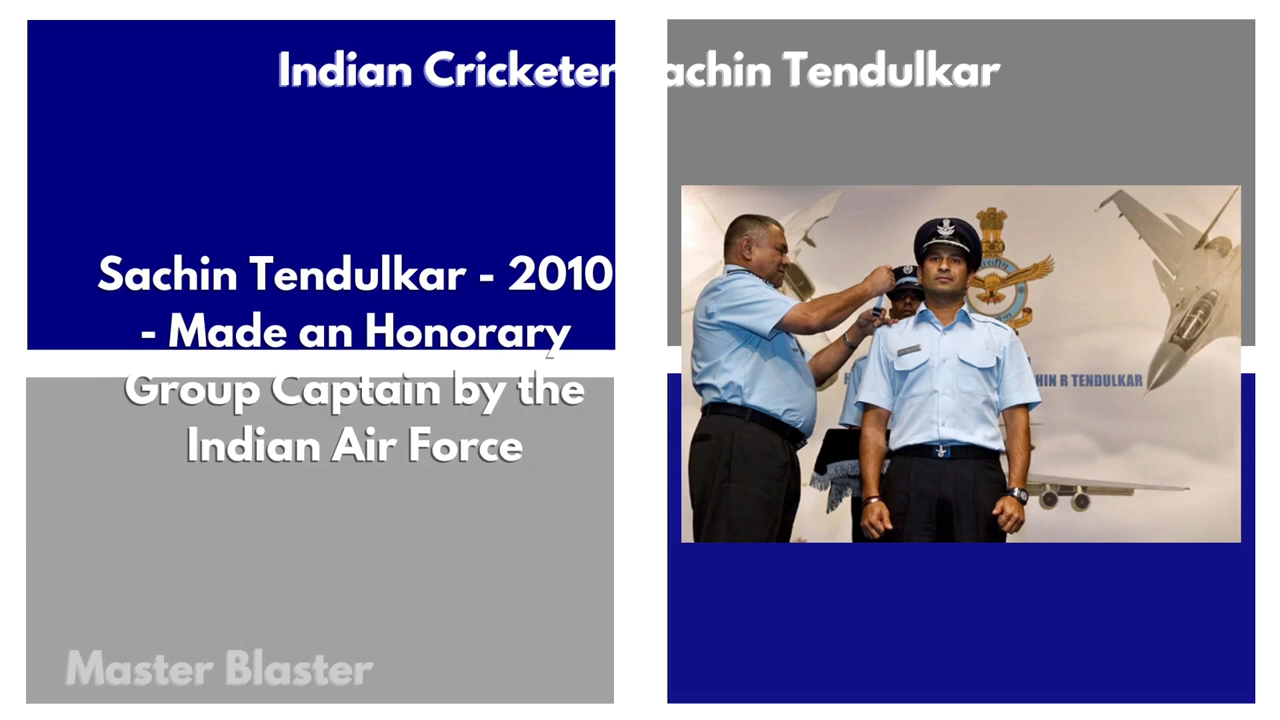 Indian Cricketer Sachin Tendulkar
Sachin Tendulkar - 2010
- Made an Honorary
Group Captain by the
Indian Air Force
HIN R TENDULKAR
Master Blaster